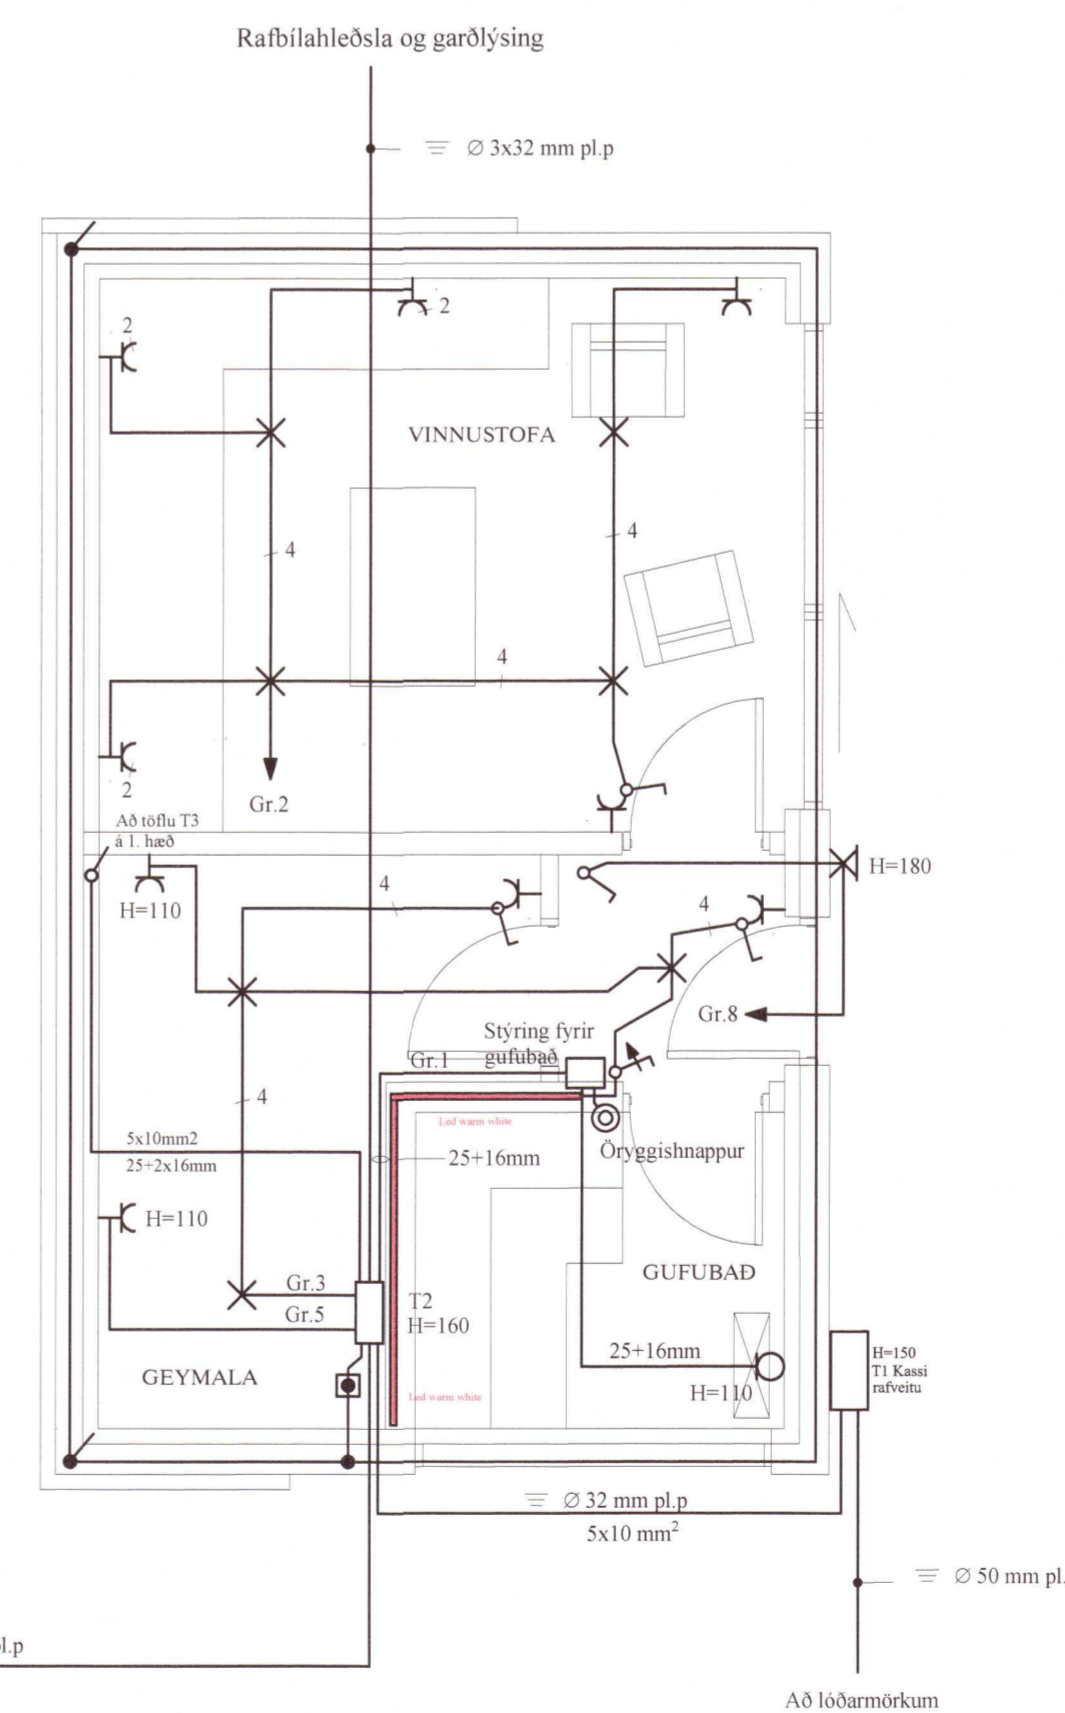 Rafbílahleðsla og garðlýsing
Ø 3x32 mm pl.p
2
2
VINNUSTOFA
4
4
4
2
Gr.2
Að töflu T3
á 1. hæð
H=110
4
4
H=180
Gr.8
Stýring fyrir
gufubað
Gr.1
4
Led warm white
Öryggishnappur
5x10mm2
25+2x16mm
25+16mm
H=110
GUFUBAÐ
Gr.3
Gr.5
T2
H=160
25+16mm
H=110
H=150
T1 Kassi
rafveitu
GEYMALA
Led warm white
Ø 32 mm pl.p
5x10 mm²
Ø 50 mm pl.
l.p
Að lóðarmörkum